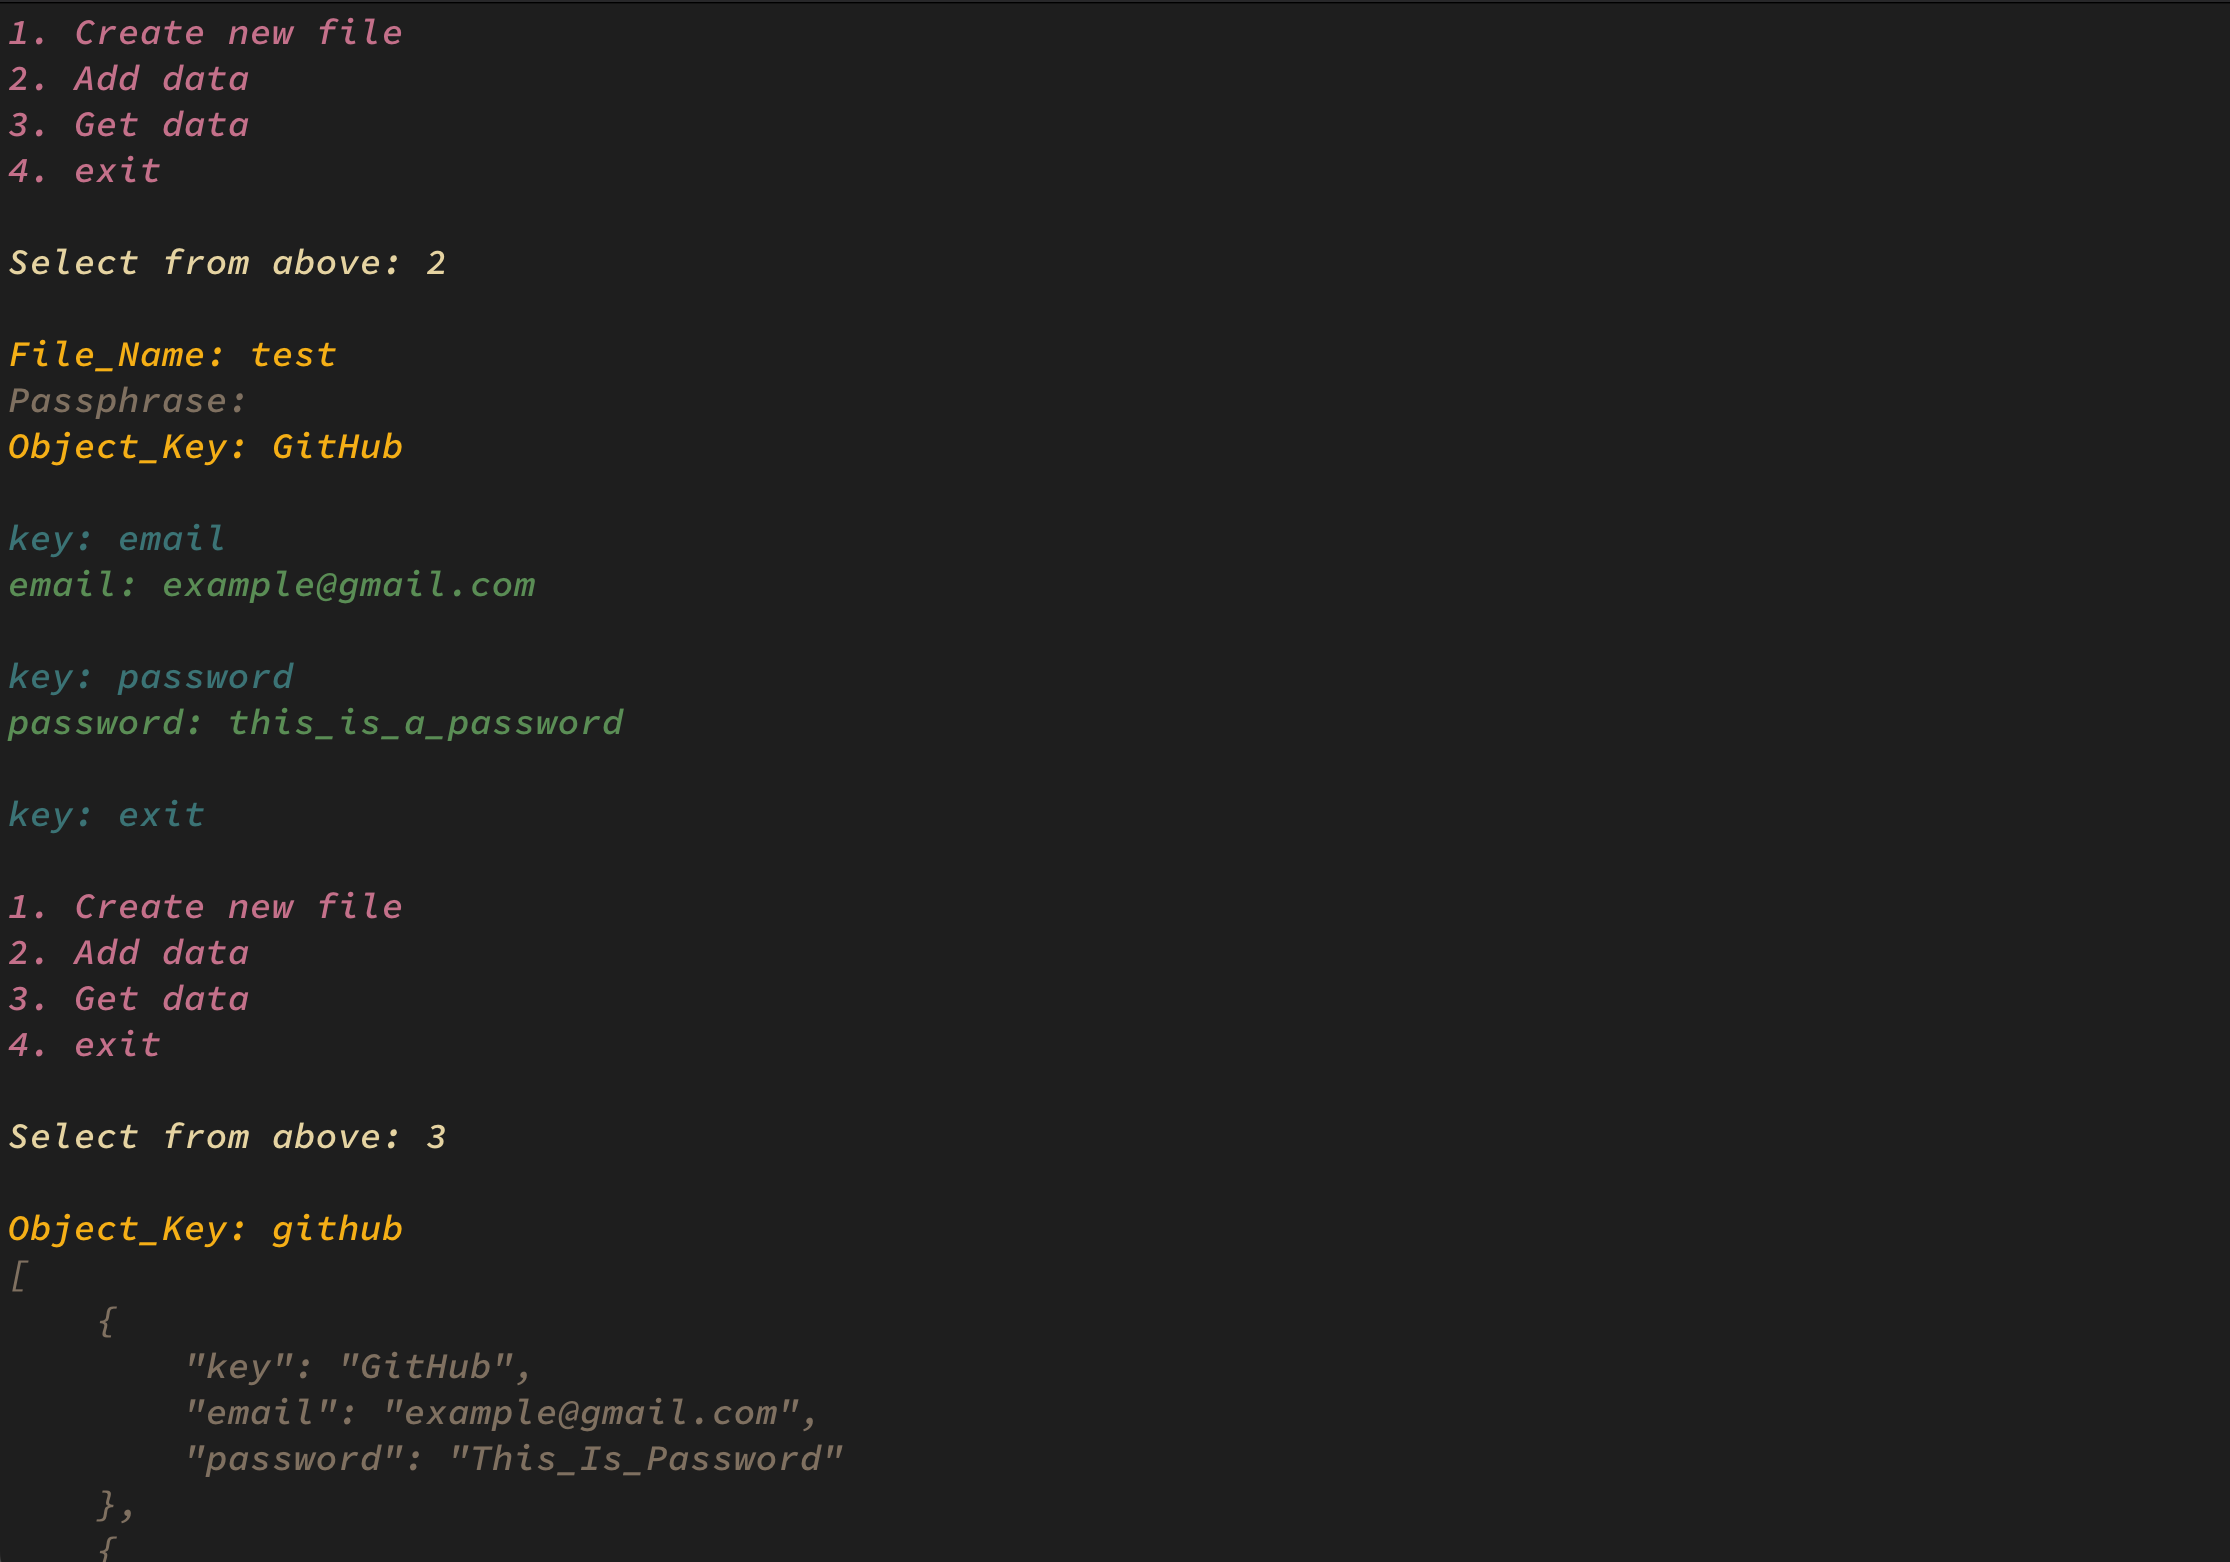 1. Create new file
2. Add data
3. Get data
4. exit

Select from above: 2

File_Name: test
Passphrase:
Object_Key: GitHub

key: email
email: example@gmail.com

key: password
password: this_is_a_password

key: exit

1. Create new file
2. Add data
3. Get data
4. exit

Select from above: 3

Object_Key: github
[
    {
        "key": "GitHub",
        "email": "example@gmail.com",
        "password": "This_Is_Password"
    },
    {